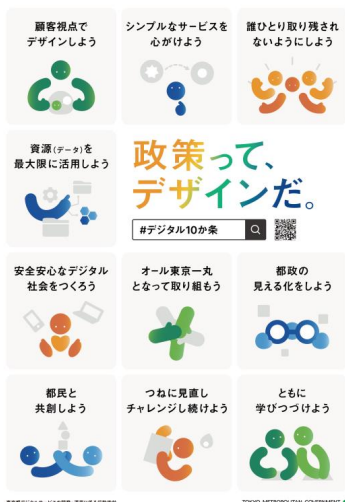 顧客視点で
デザインしよう
シンプルなサービスを
心がけよう
誰ひとり取り残され
ないようにしよう
資源(データ)を
最大限に活用しよう
政策って、
デザインだ。
#デジタル10か条
安全安心なデジタル
社会をつくろう
オール東京一丸
となって取り組もう
都政の
見える化をしよう
都民と
共創しよう
つねに見直し
チャレンジし続けよう
ともに
学びつづけよう
TOKYO METROPOLITAN GOVERNMENT